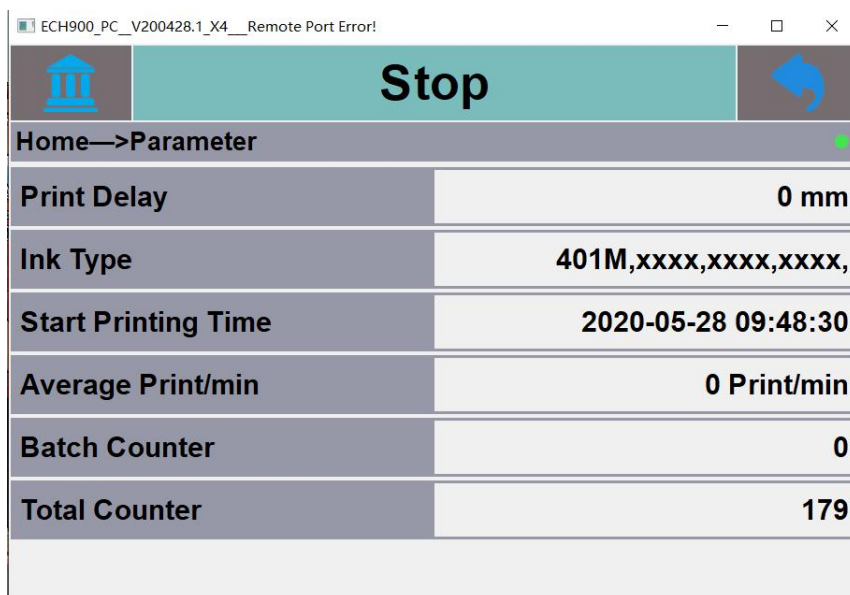 ECH900_PC__V200428.1_X4___Remote Port Error!
Stop
Home—>Parameter
Print Delay 0 mm
Ink Type 401M,xxxx,xxxx,xxxx,
Start Printing Time 2020-05-28 09:48:30
Average Print/min 0 Print/min
Batch Counter 0
Total Counter 179